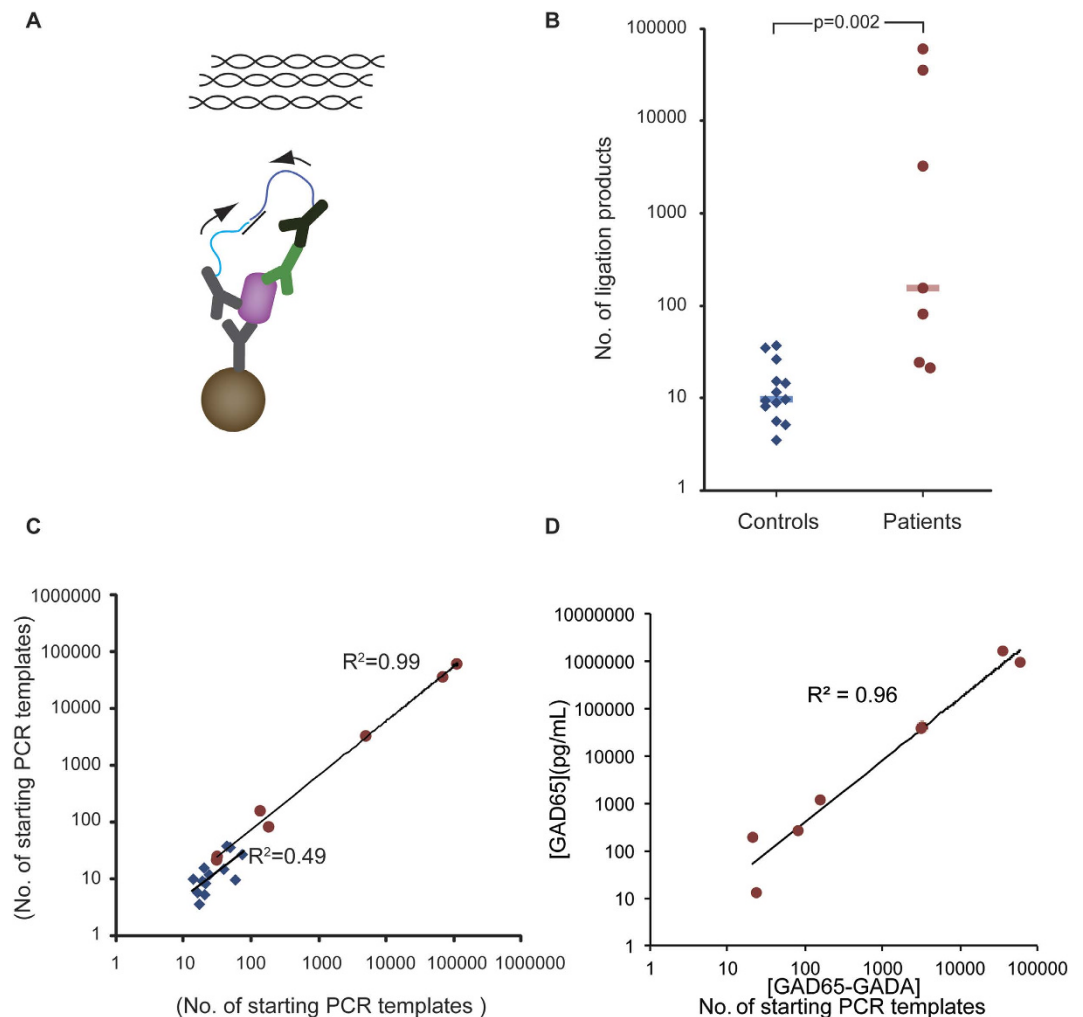 A
B
p=0.002
100000
10000
1000
100
10
1
No. of ligation products
Controls
Patients
C
1000000
100000
10000
1000
100
10
1
(No. of starting PCR templates)
R²=0.99
R²=0.49
1
10
100
1000
10000
100000
1000000
(No. of starting PCR templates )
D
10000000
1000000
100000
10000
1000
100
10
1
[GAD65](pg/mL)
R² = 0.96
1
10
100
1000
10000
100000
[GAD65-GADA]
No. of starting PCR templates